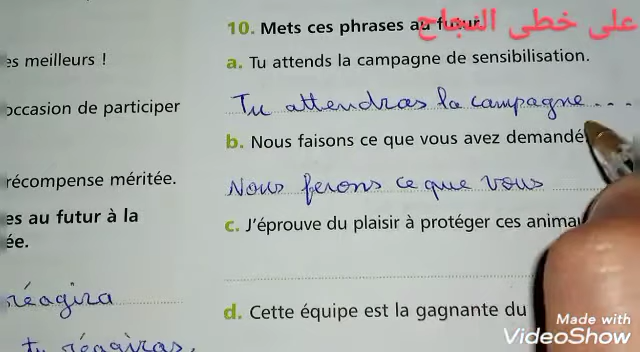 على خطى النجاح
10. Mets ces phrases au futur.
es meilleurs !
a. Tu attends la campagne de sensibilisation.
occasion de participer
Tu attendras la campagne...
b. Nous faisons ce que vous avez demandé
récompense méritée.
Nous ferons ce que vous
es au futur à la
c. J'éprouve du plaisir à protéger ces anima
ée.
réagira
d. Cette équipe est la gagnante du
tu réagiras,
Made with
VideoShow